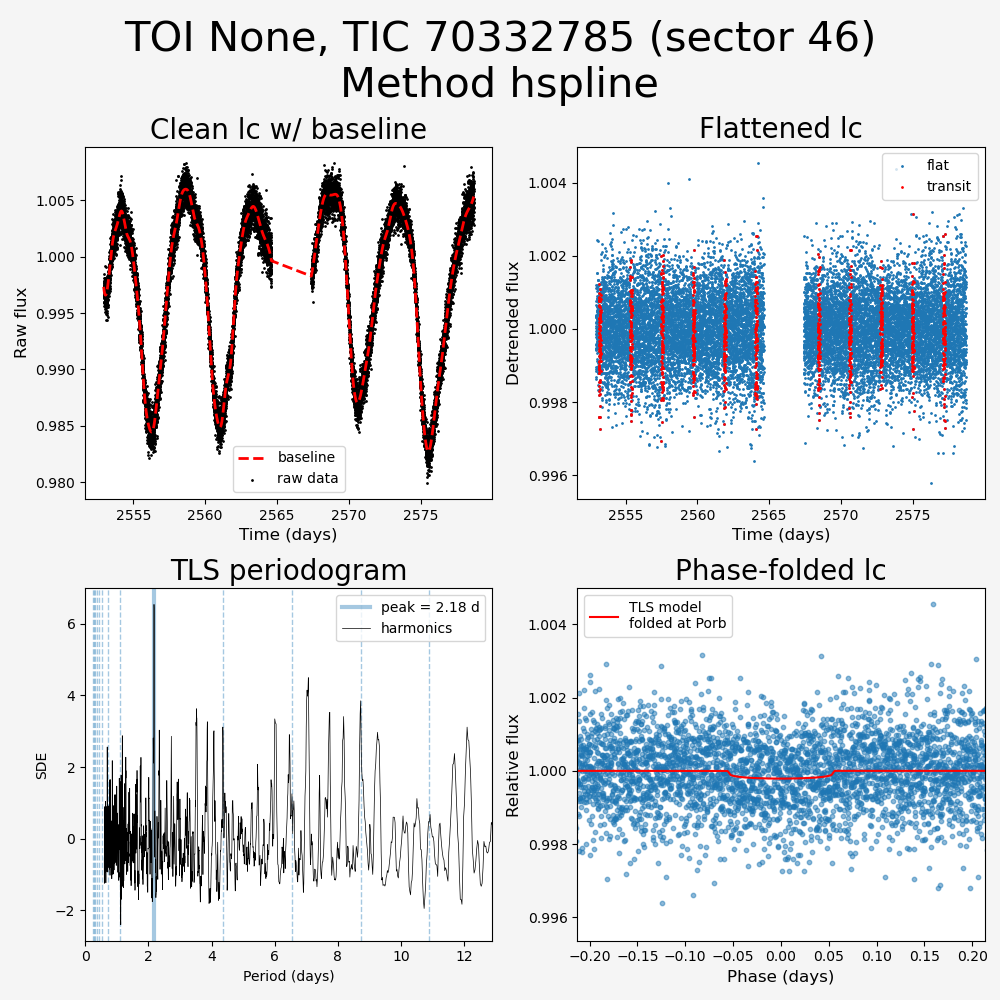 TOI None, TIC 70332785 (sector 46)
Method hspline
Clean lc w/ baseline
Raw flux
1.005
1.000
0.995
0.990
0.985
0.980
baseline
raw data
2555 2560 2565 2570 2575
Time (days)
Flattened lc
Detrended flux
1.004
1.002
1.000
0.998
0.996
flat
transit
2555 2560 2565 2570 2575
Time (days)
TLS periodogram
SDE
6
4
2
0
−2
peak = 2.18 d
harmonics
0 2 4 6 8 10 12
Period (days)
Phase-folded lc
Relative flux
1.004
1.002
1.000
0.998
0.996
TLS model
folded at Porb
−0.20 −0.15 −0.10 −0.05 0.00 0.05 0.10 0.15 0.20
Phase (days)